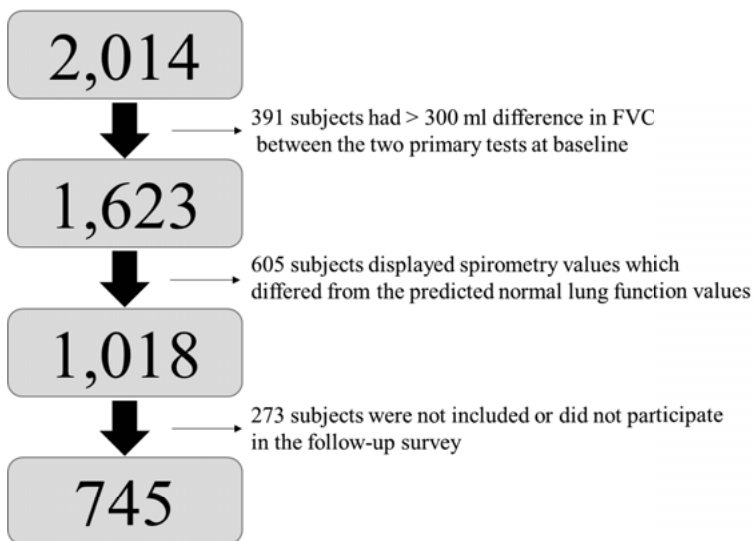 2,014
391 subjects had > 300 ml difference in FVC
between the two primary tests at baseline
1,623
605 subjects displayed spirometry values which
differed from the predicted normal lung function values
1,018
273 subjects were not included or did not participate
in the follow-up survey
745